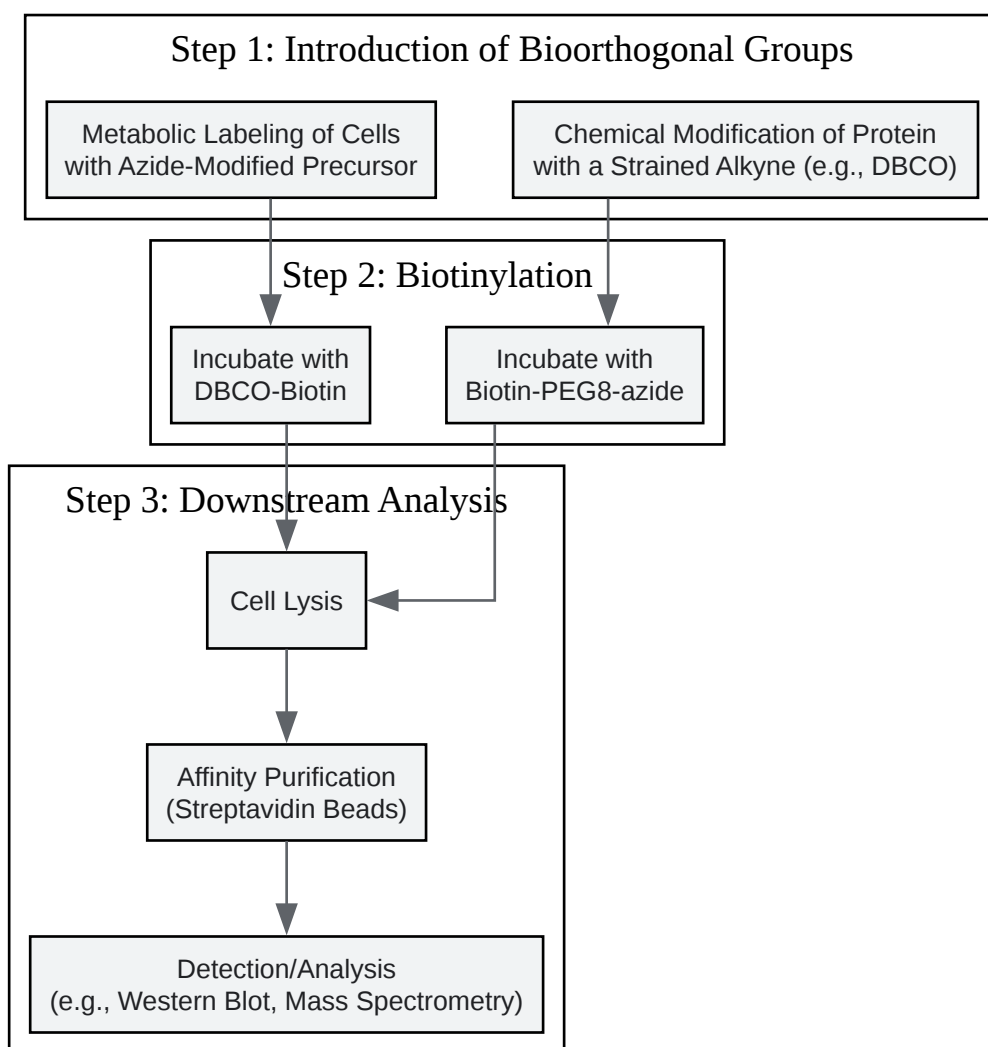 Step 1: Introduction of Bioorthogonal Groups
Metabolic Labeling of Cells
with Azide-Modified Precursor
Chemical Modification of Protein
with a Strained Alkyne (e.g., DBCO)
Step 2: Biotinylation
Incubate with
DBCO-Biotin
Incubate with
Biotin-PEG8-azide
Step 3: Downstream Analysis
Cell Lysis
Affinity Purification
(Streptavidin Beads)
Detection/Analysis
(e.g., Western Blot, Mass Spectrometry)